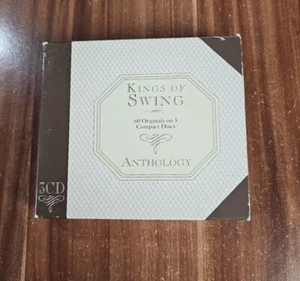 KINGS OF
SWING
60 Originals on 3
Compact Discs
ANTHOLOGY
3CD